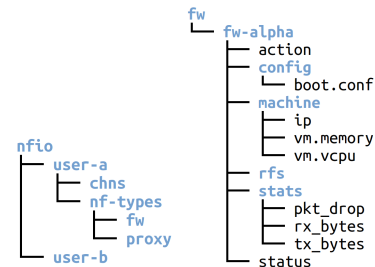 nfio
user-a
chns
nf-types
fw
proxy
user-b
fw
fw-alpha
action
config
boot.conf
machine
ip
vm.memory
vm.vcpu
rfs
stats
pkt_drop
rx_bytes
tx_bytes
status